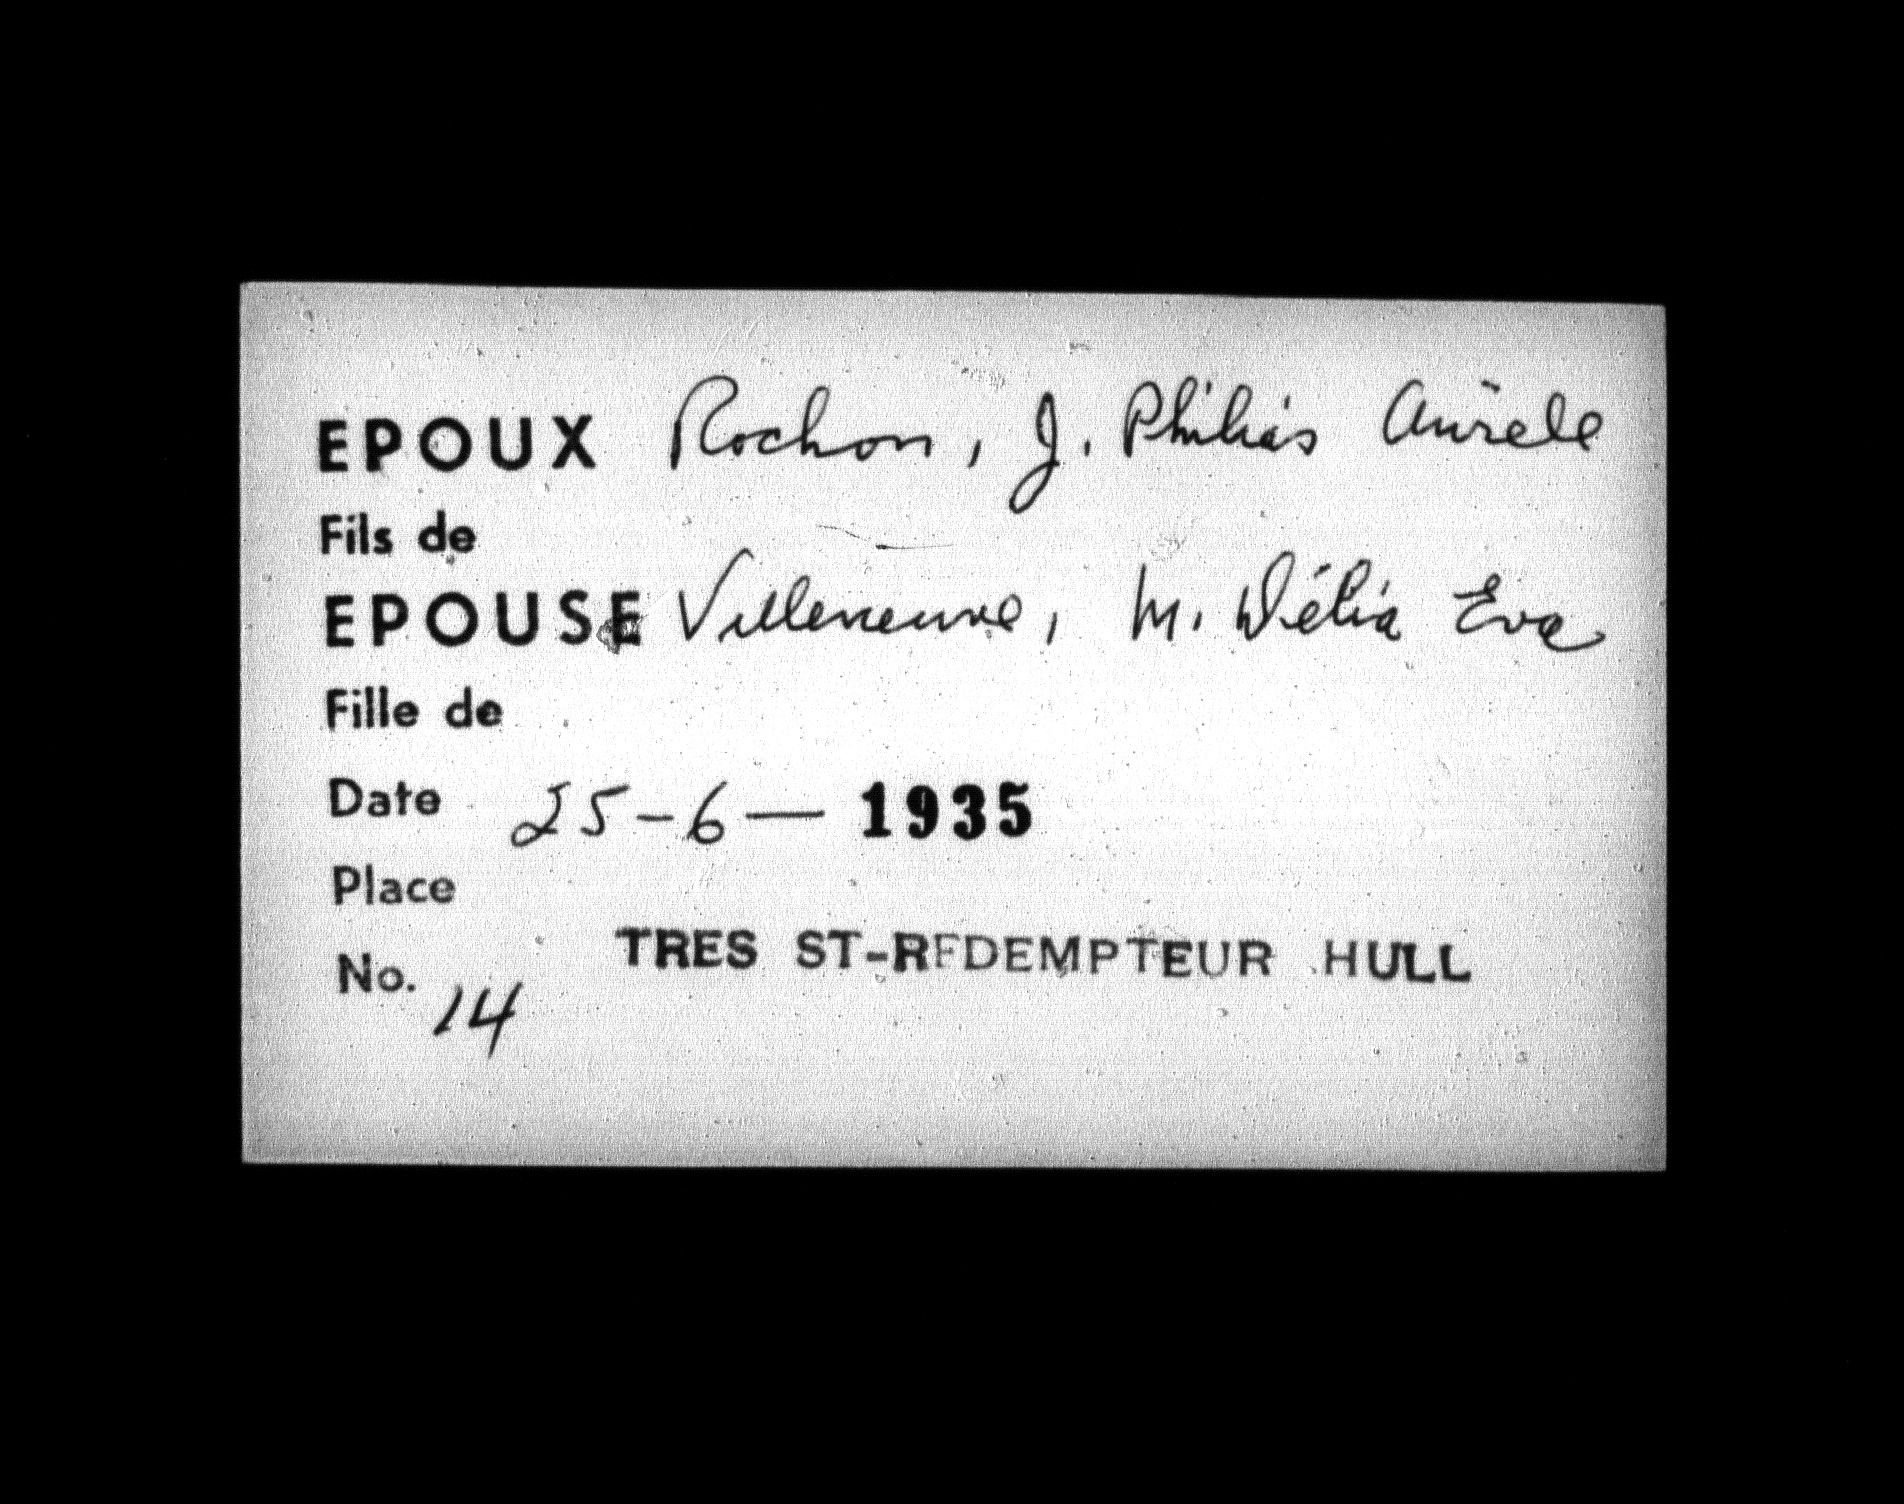 EPOUX Rochon, J. Philias Aurèle
Fils de
EPOUSE Villeneuve, M. Délia Eva
Fille de
Date 25-6— 1935
Place
TRES ST-REDEMPTEUR HULL
No. 14